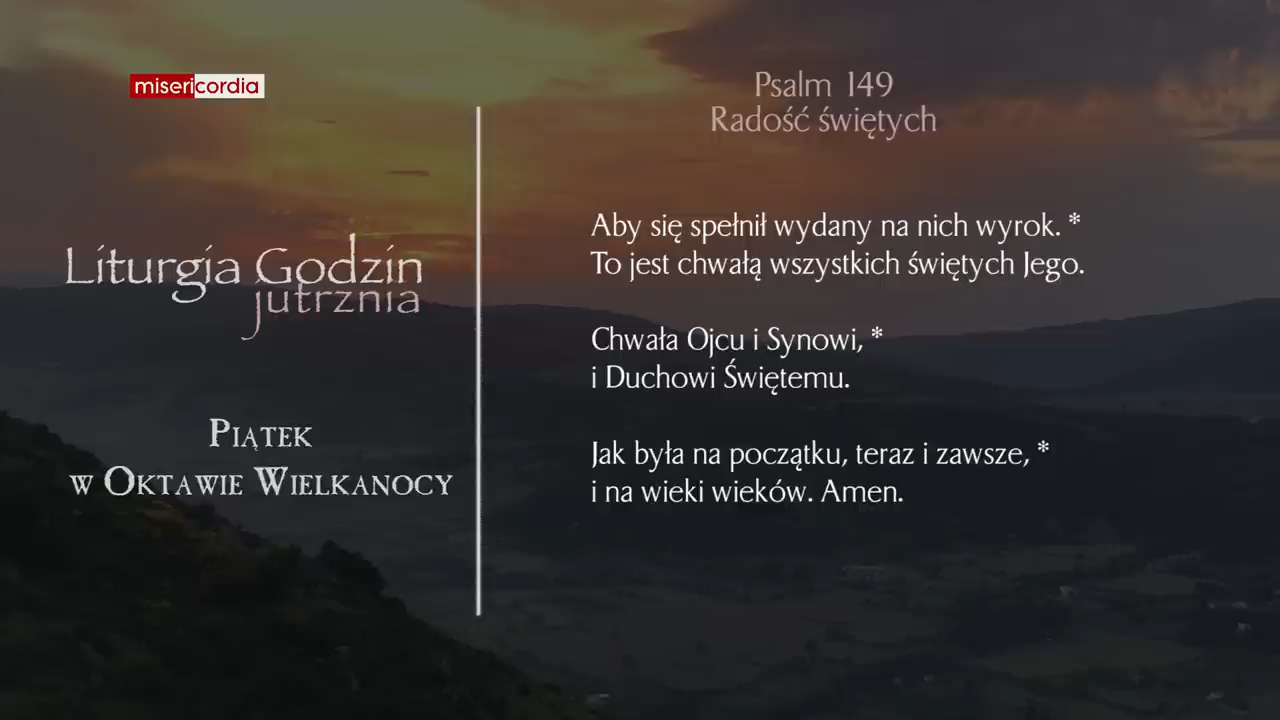 misericordia
Liturgia Godzin
jutrznia
Piątek
w Oktawie Wielkanocy
Psalm 149
Radość świętych
Aby się spełnił wydany na nich wyrok. *
To jest chwałą wszystkich świętych Jego.
Chwała Ojcu i Synowi, *
i Duchowi Świętemu.
Jak była na początku, teraz i zawsze, *
i na wieki wieków. Amen.